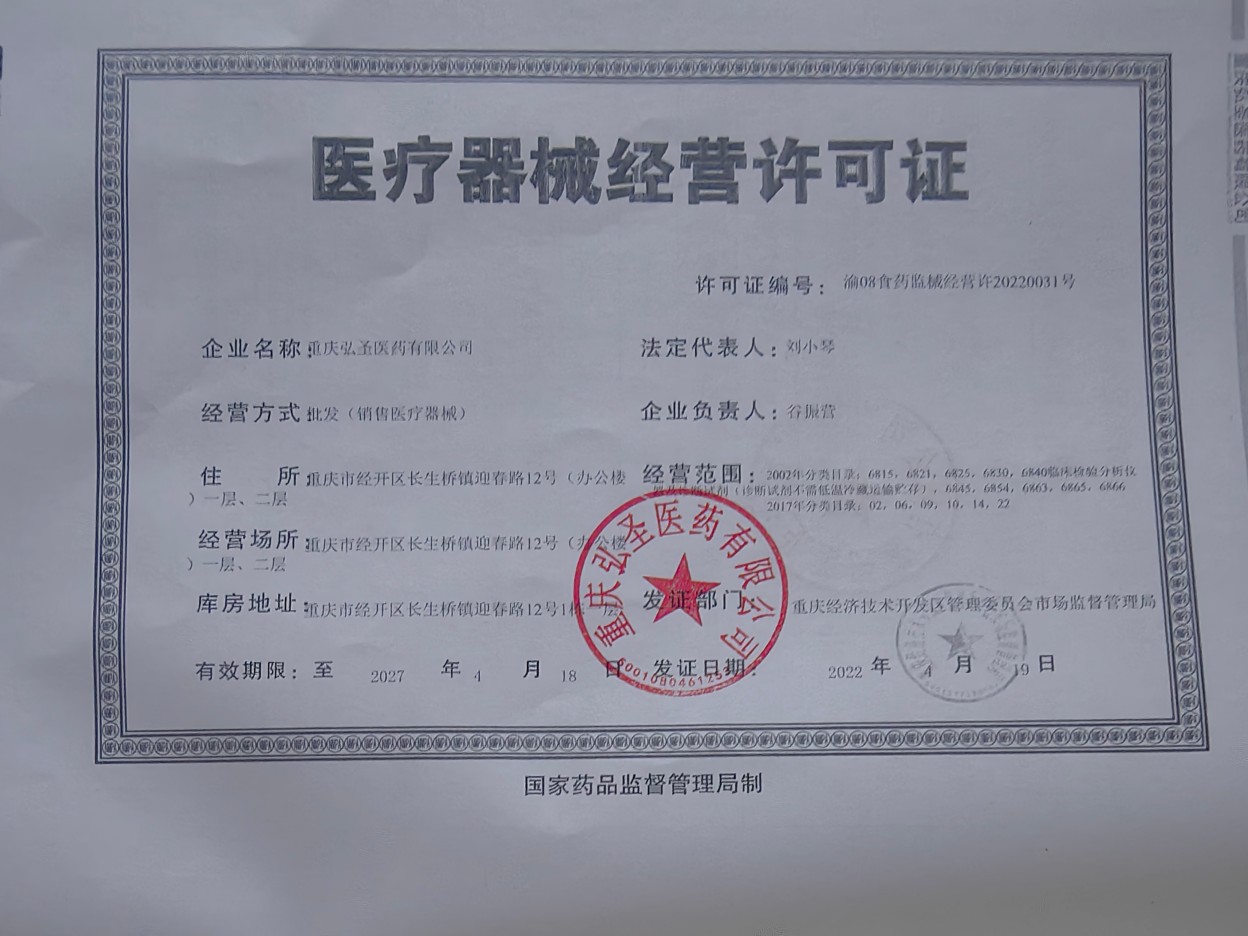 医疗器械经营许可证
许可证编号：渝08食药监械经营许20220031号
企业名称：重庆弘圣医药有限公司
法定代表人：刘小琴
经营方式：批发（销售医疗器械）
企业负责人：谷振营
住 所：重庆市经开区长生桥镇迎春路12号（办公楼
）一层、二层
经营范围：2002年分类目录：6815，6821，6825，6830，6840临床检验分析仪
器及诊断试剂（诊断试剂不需低温冷藏运输贮存），6845，6854，6863，6865，6866
2017年分类目录：02，06，09，10，14，22
经营场所：重庆市经开区长生桥镇迎春路12号（办公楼
）一层、二层
库房地址：重庆市经开区长生桥镇迎春路12号1栋一层
发证部门：重庆经济技术开发区管理委员会市场监督管理局
有效期限：至 2027 年 4 月 18 日
发证日期：2022 年 4 月 19 日
重庆弘圣医药有限公司
国家药品监督管理局制